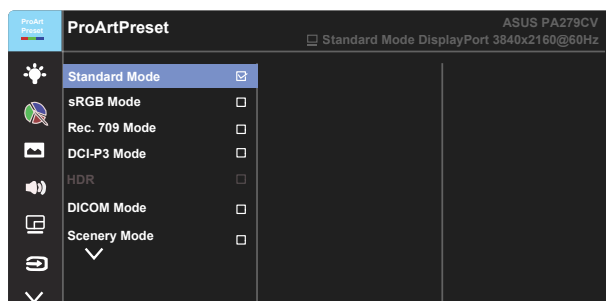 ProArt
Preset
ProArtPreset
ASUS PA279CV
Standard Mode DisplayPort 3840x2160@60Hz
Standard Mode
sRGB Mode
Rec. 709 Mode
DCI-P3 Mode
HDR
DICOM Mode
Scenery Mode